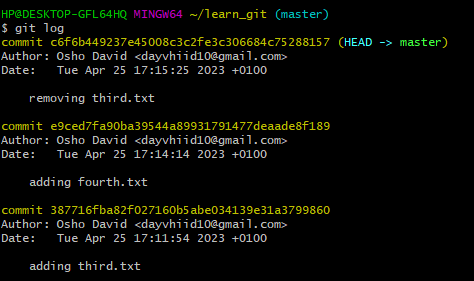 HP@DESKTOP-GFL64HQ MINGW64 ~/learn_git (master)
$ git log
commit c6f6b449237e45008c3c2fe3c306684c75288157 (HEAD -> master)
Author: Osho David <dayvhiid10@gmail.com>
Date:   Tue Apr 25 17:15:25 2023 +0100
    removing third.txt
commit e9ced7fa90ba39544a89931791477deaade8f189
Author: Osho David <dayvhiid10@gmail.com>
Date:   Tue Apr 25 17:14:14 2023 +0100
    adding fourth.txt
commit 387716fba82f027160b5abe034139e31a3799860
Author: Osho David <dayvhiid10@gmail.com>
Date:   Tue Apr 25 17:11:54 2023 +0100
    adding third.txt